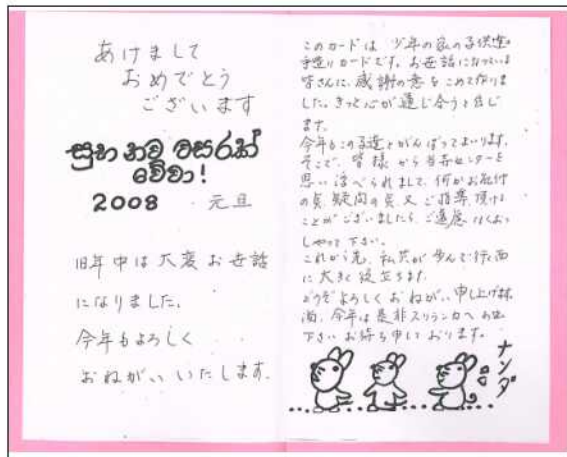 あけまして
おめでとう
ございます
සුභ නව වසරක්
වේවා!
2008 元旦
旧年中は大変お世話
になりました.
今年もよろしく
おねがいいたします.
このカードは 少年の家の子供達の
手造りカードです。お世話になっている
皆さんに、感謝の意をこめて作りま
した。きっと心が通じ合うと信じ
ます。
今年もこの子達とがんばってまいります。
そこで、皆様から当センターを
思い浮べられまして、何かお気付
の点、疑問の点又ご指導頂ける
ことがございましたら、ご遠慮なくおっ
しゃって下さい。
これから先、私共が歩んで行く面
に大きく役立ちます。
どうぞよろしくおねがい申し上げます。
尚、今年は是非スリランカへお出
下さいお待ち申しております。
ナンダ